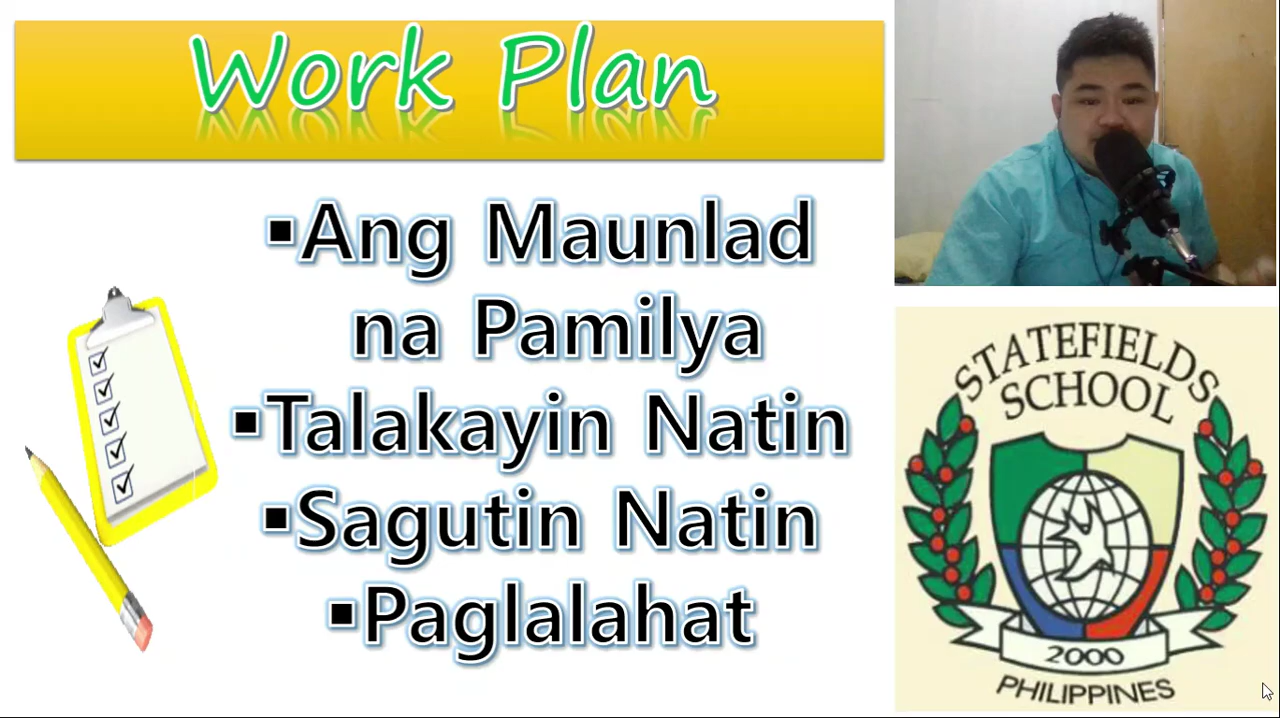 Work Plan
▪Ang Maunlad
na Pamilya
▪Talakayin Natin
▪Sagutin Natin
▪Paglalahat
STATEFIELDS
SCHOOL
2000
PHILIPPINES